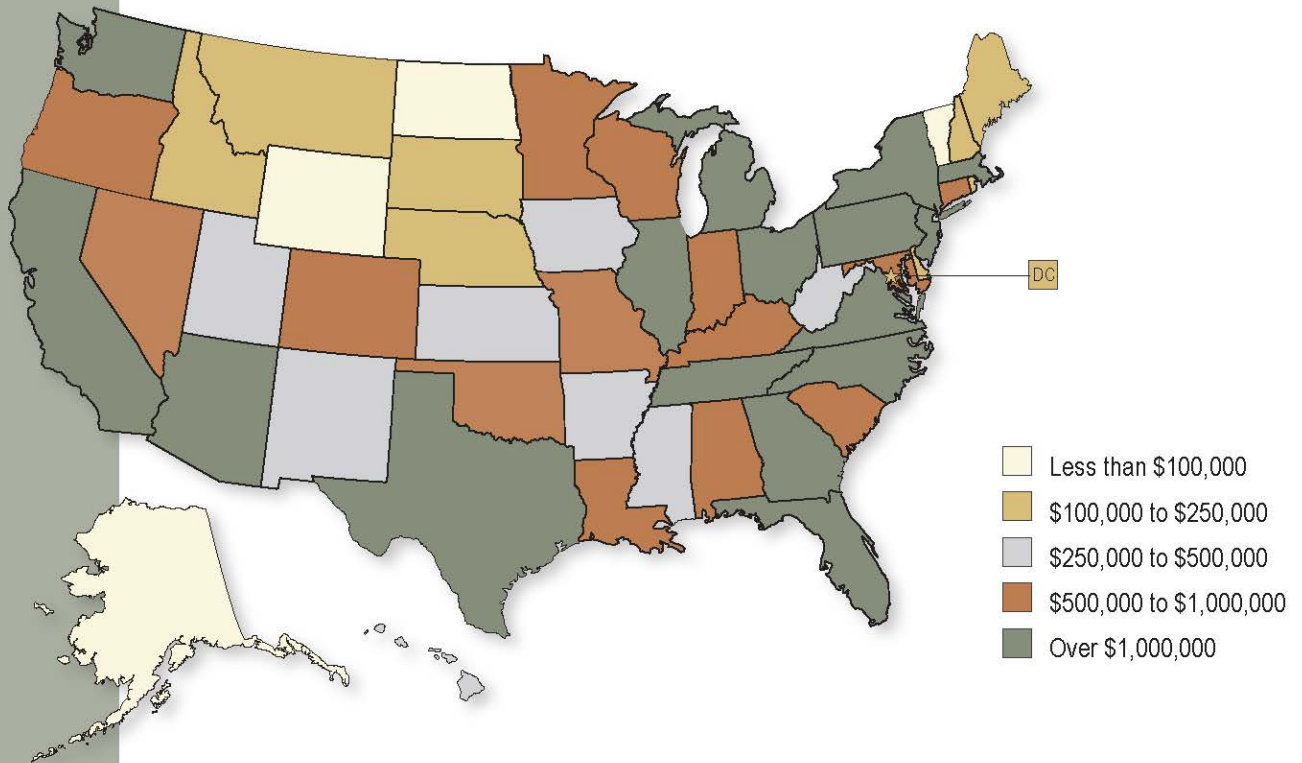 DC
Less than $100,000
$100,000 to $250,000
$250,000 to $500,000
$500,000 to $1,000,000
Over $1,000,000